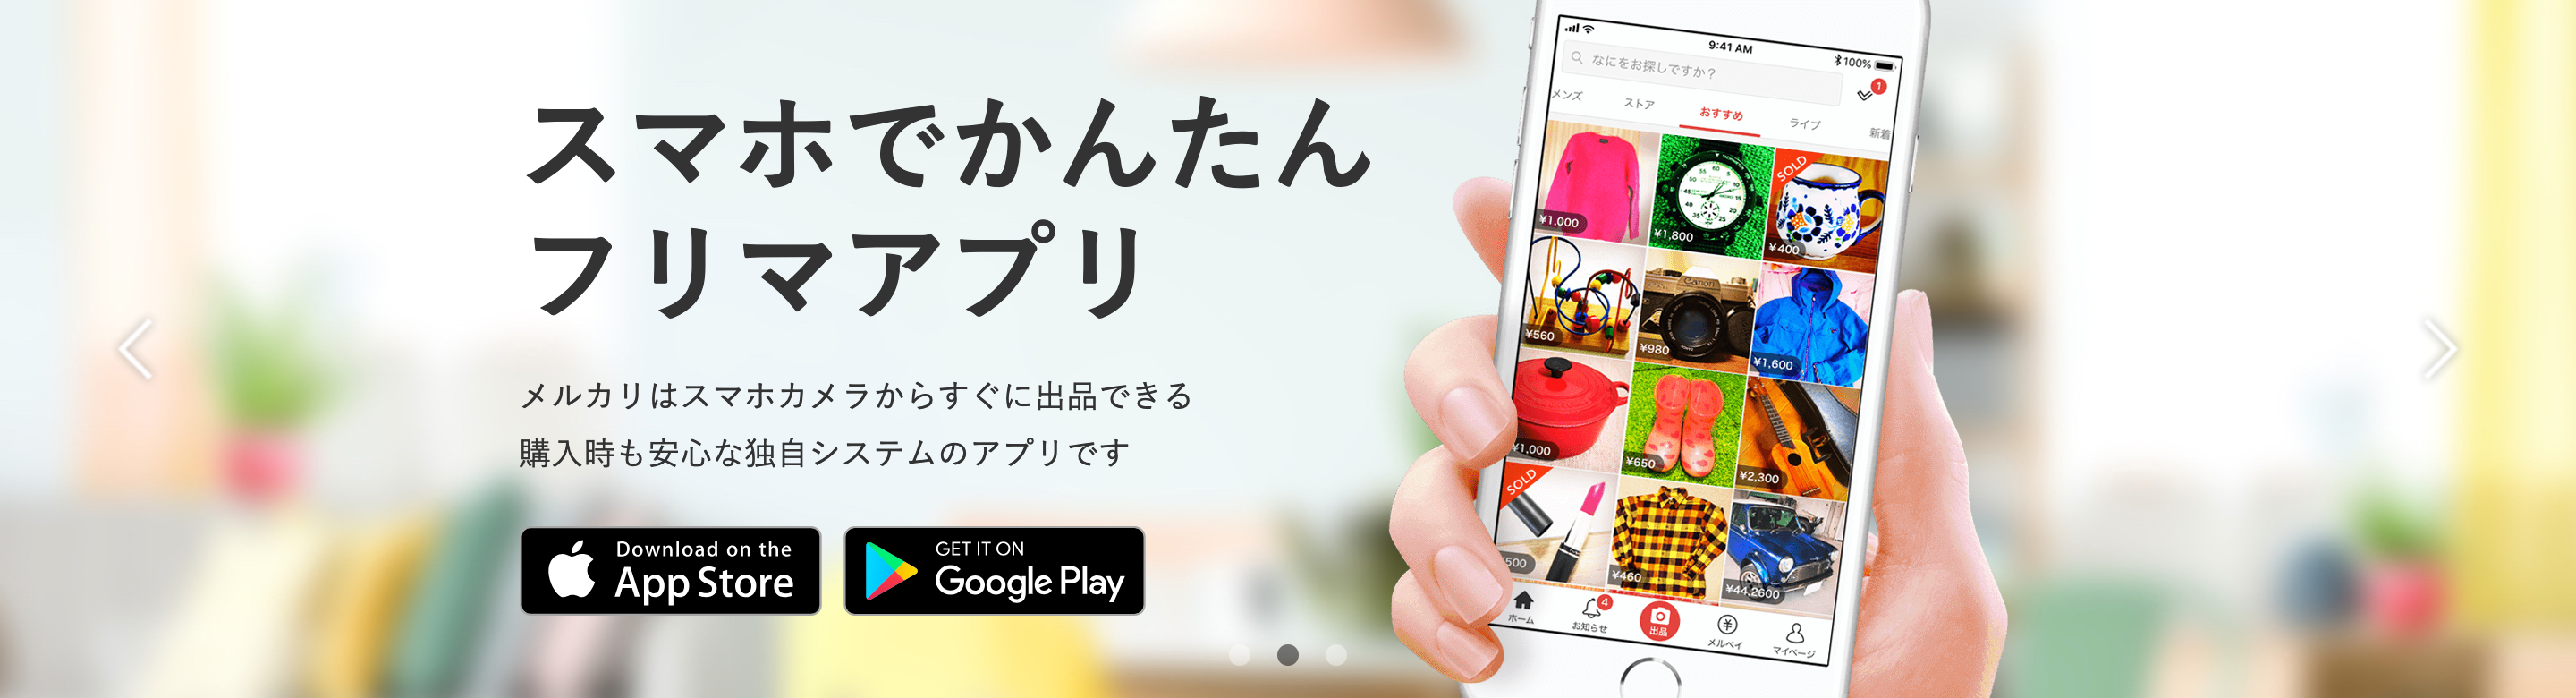 スマホでかんたん
フリマアプリ
メルカリはスマホカメラからすぐに出品できる
購入時も安心な独自システムのアプリです
Download on the
App Store
GET IT ON
Google Play
9:41 AM
100%
なにをお探しですか？
1
メンズ ストア おすすめ ライブ 新着
¥1,000 ¥1,800 SOLD ¥400
Canon
¥560 ¥980 ¥1,600
¥1,000 ¥650 ¥2,300
SOLD
¥500 ¥460 ¥44,2600
4
ホーム お知らせ 出品 メルペイ マイページ